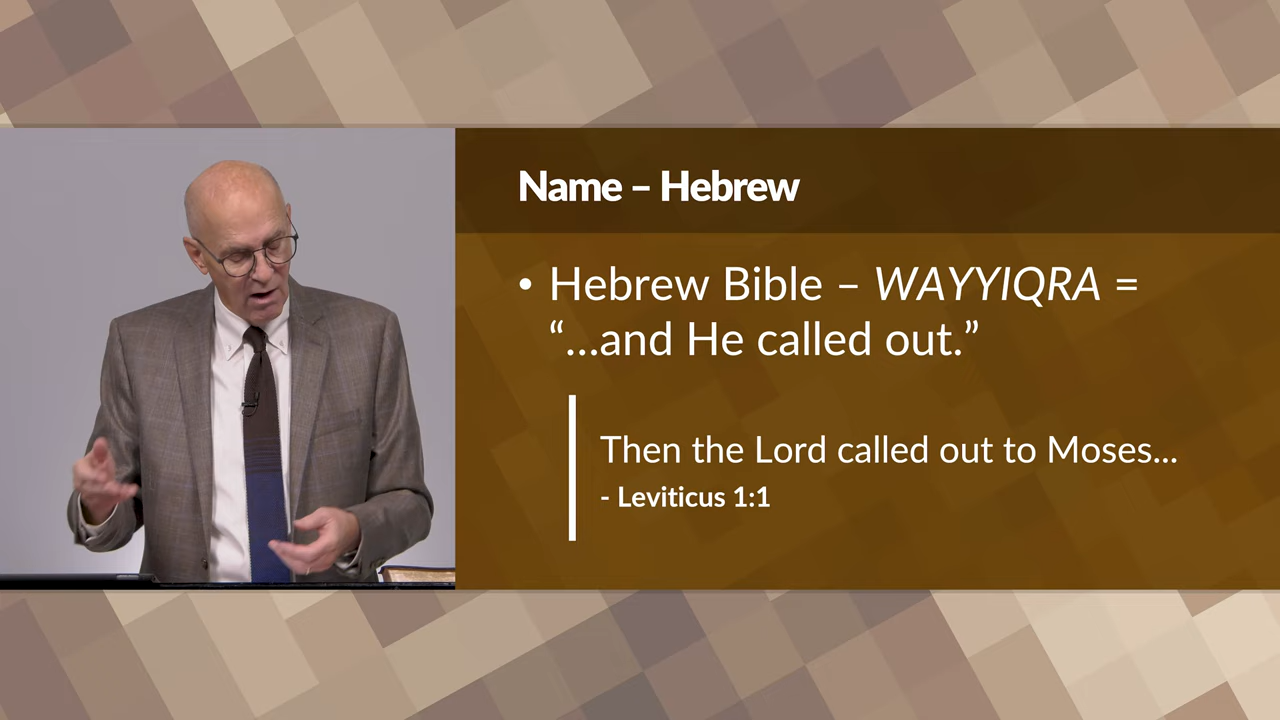 Name – Hebrew
• Hebrew Bible – WAYYIQRA =
“…and He called out.”
Then the Lord called out to Moses...
- Leviticus 1:1